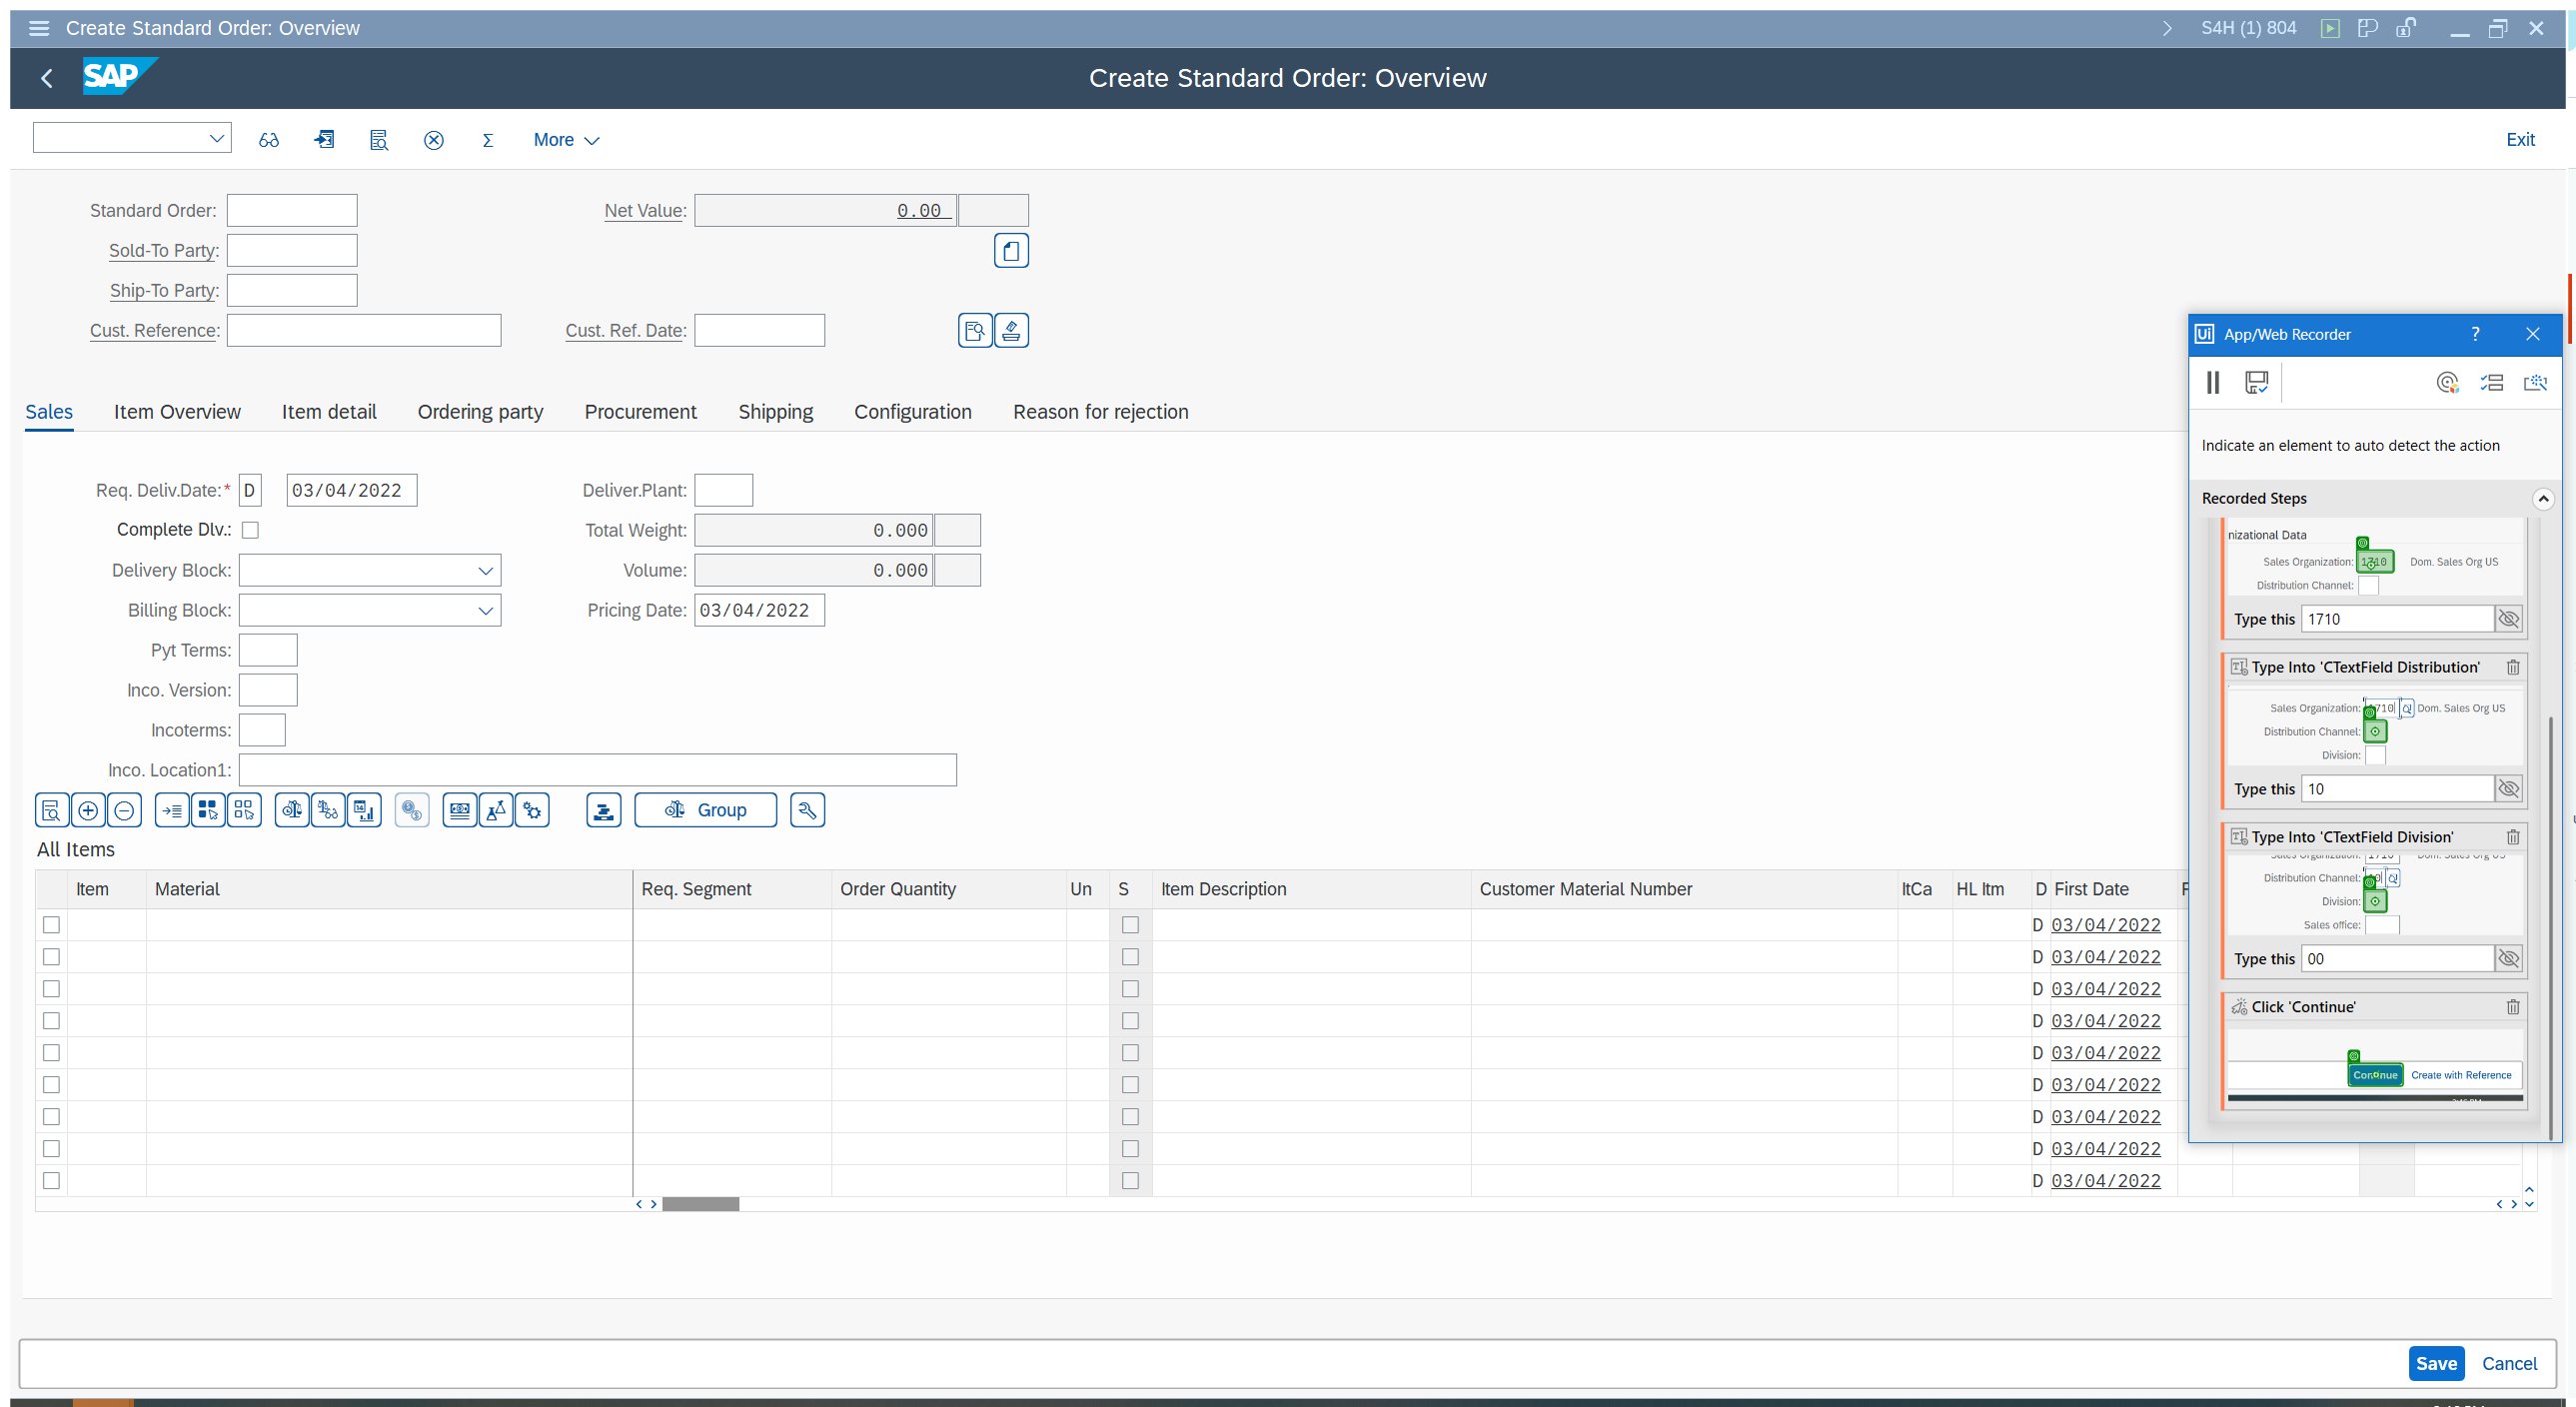 Create Standard Order: Overview
S4H (1) 804
SAP
Create Standard Order: Overview
More
Exit
Standard Order:
Net Value: 0.00
Sold-To Party:
Ship-To Party:
Cust. Reference:
Cust. Ref. Date:
Sales Item Overview Item detail Ordering party Procurement Shipping Configuration Reason for rejection
Req. Deliv.Date:* D 03/04/2022 Deliver.Plant:
Complete Dlv.: Total Weight: 0.000
Delivery Block: Volume: 0.000
Billing Block: Pricing Date: 03/04/2022
Pyt Terms:
Inco. Version:
Incoterms:
Inco. Location1:
Group
All Items
Item Material Req. Segment Order Quantity Un S Item Description Customer Material Number ItCa HL Itm D First Date
D 03/04/2022
D 03/04/2022
D 03/04/2022
D 03/04/2022
D 03/04/2022
D 03/04/2022
D 03/04/2022
D 03/04/2022
D 03/04/2022
Save Cancel
Ui App/Web Recorder ?
Indicate an element to auto detect the action
Recorded Steps
nizational Data
Sales Organization: 1710 Dom. Sales Org US
Distribution Channel:
Type this 1710
Type Into 'CTextField Distribution'
Sales Organization: 1710 Dom. Sales Org US
Distribution Channel:
Division:
Type this 10
Type Into 'CTextField Division'
Distribution Channel:
Division:
Sales office:
Type this 00
Click 'Continue'
Continue Create with Reference